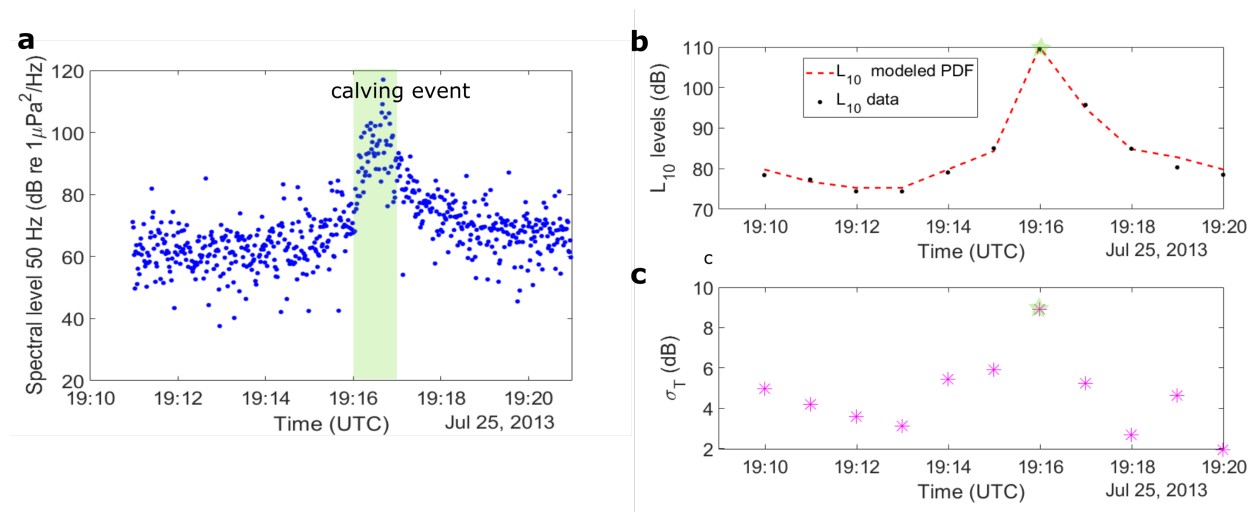 a
Spectral level 50 Hz (dB re 1μPa²/Hz)
120
100
80
60
40
20
calving event
19:10 19:12 19:14 19:16 19:18 19:20
Time (UTC)
Jul 25, 2013
b
L10 levels (dB)
110
100
90
80
70
L10 modeled PDF
L10 data
19:10 19:12 19:14 19:16 19:18 19:20
Time (UTC)
Jul 25, 2013
c
c
σT (dB)
10
8
6
4
2
19:10 19:12 19:14 19:16 19:18 19:20
Time (UTC)
Jul 25, 2013